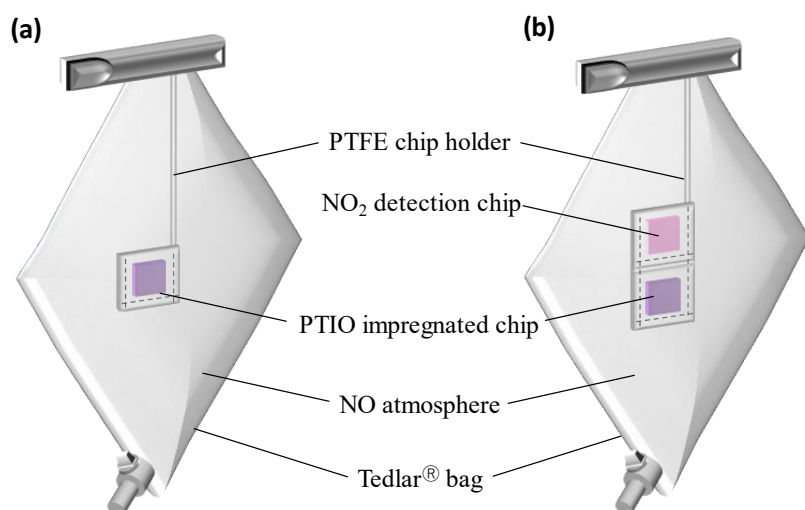 (a)
(b)
PTFE chip holder
NO₂ detection chip
PTIO impregnated chip
NO atmosphere
Tedlar® bag